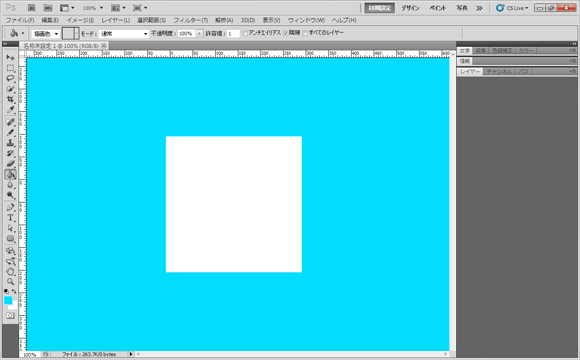 Ps Br Mb 100% 初期設定 デザイン ペイント 写真 >> CS Live
ファイル(F) 編集(E) イメージ(I) レイヤー(L) 選択範囲(S) フィルター(T) 解析(A) 3D(D) 表示(V) ウィンドウ(W) ヘルプ(H)
描画色 モード: 通常 不透明度: 100% 許容値: 1 アンチエイリアス 隣接 すべてのレイヤー
名称未設定 1 @ 100% (RGB/8)
文字 段落 色調補正 カラー
情報
レイヤー チャンネル パス
100% ファイル : 263.7K/0 bytes